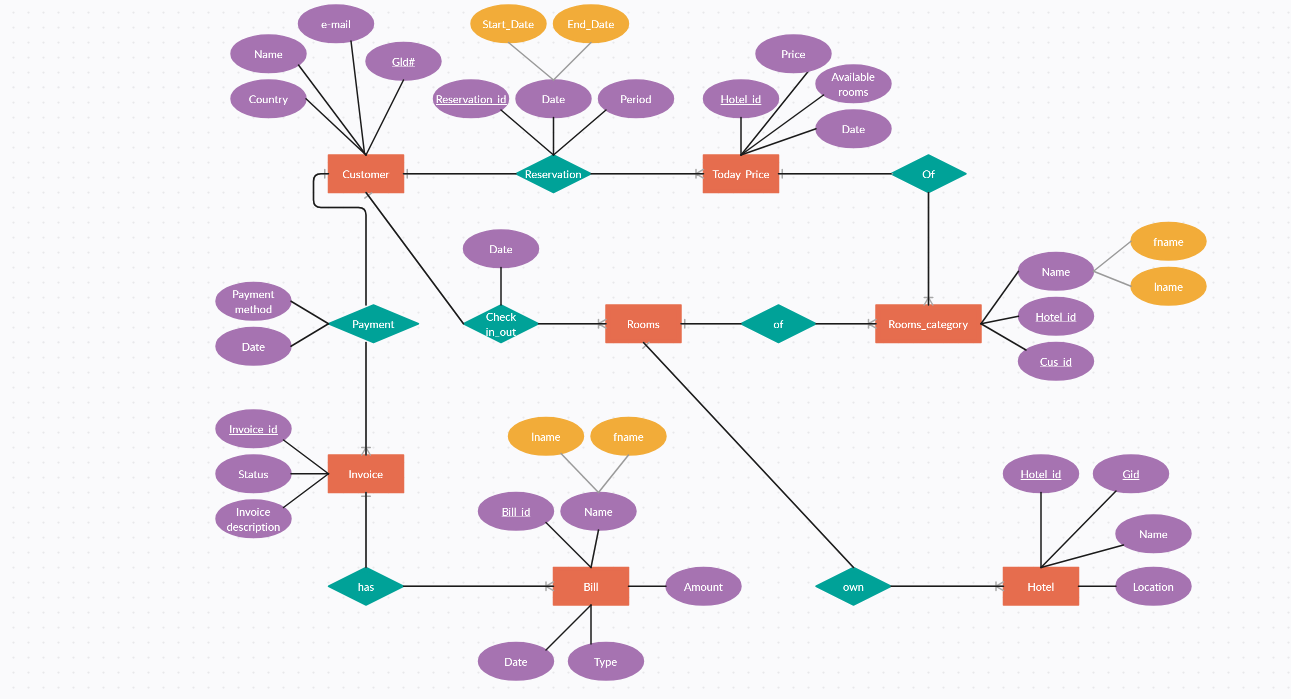 e-mail
Start_Date
End_Date
Name
GId#
Price
Country
Reservation_id
Date
Period
Hotel_id
Available
rooms
Date
Customer
Reservation
Today_Price
Of
Date
Name
fname
lname
Payment
method
Date
Payment
Check
in_out
Rooms
of
Rooms_category
Hotel_id
Cus_id
Invoice_id
Status
Invoice
description
Invoice
lname
fname
Bill_id
Name
Hotel_id
Gid
Name
has
Bill
Amount
own
Hotel
Location
Date
Type